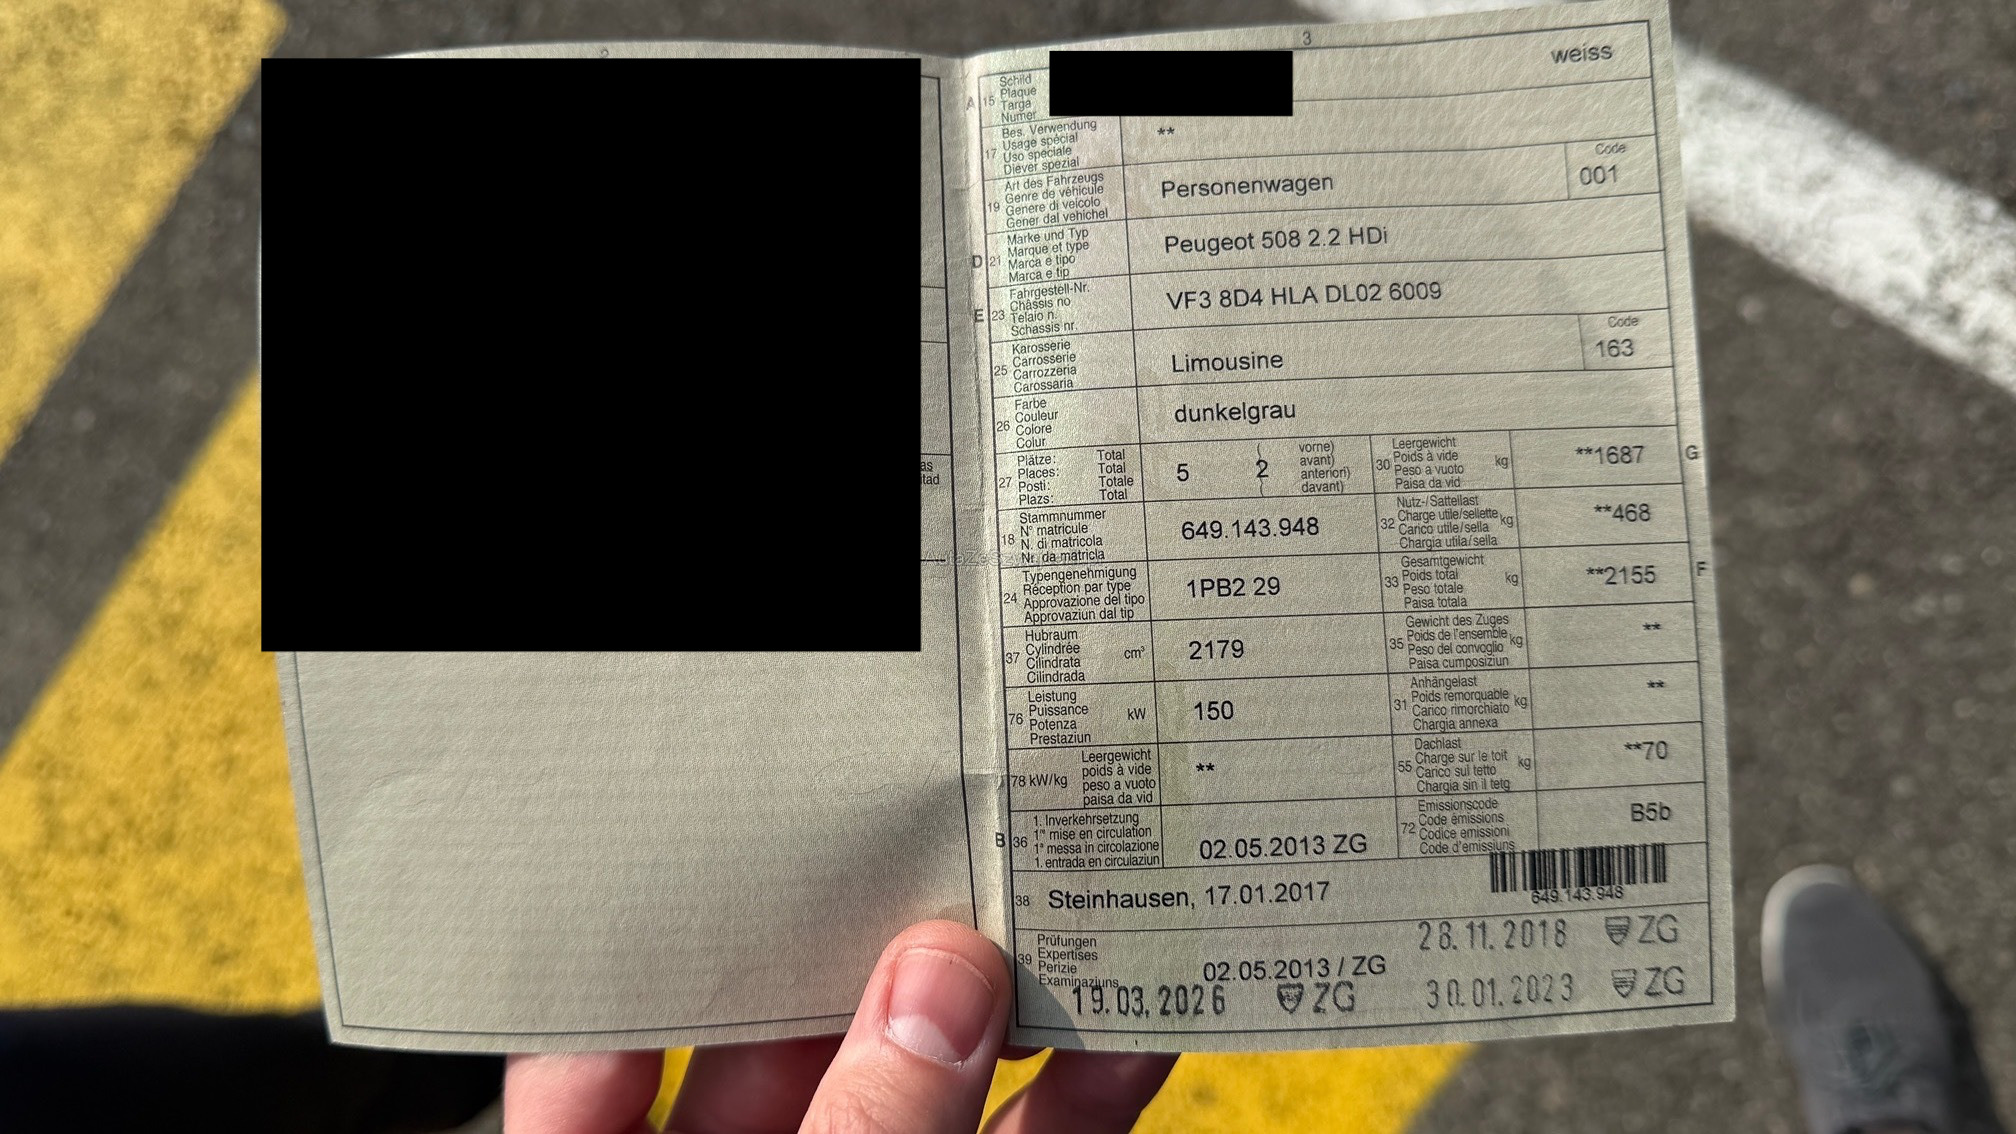 3
A 15 Schild
Plaque
Targa
Numer
weiss
17 Bes. Verwendung
Usage spécial
Uso speciale
Diever spezial
**
19 Art des Fahrzeugs
Genre de véhicule
Genere di veicolo
Gener dal vehichel
Personenwagen
Code
001
D 21 Marke und Typ
Marque et type
Marca e tipo
Marca e tip
Peugeot 508 2.2 HDi
E 23 Fahrgestell-Nr.
Châssis no
Telaio n.
Schassis nr.
VF3 8D4 HLA DL02 6009
25 Karosserie
Carrosserie
Carrozzeria
Carossaria
Limousine
Code
163
26 Farbe
Couleur
Colore
Colur
dunkelgrau
27 Plätze: Total
Places: Total
Posti: Totale
Plazs: Total
5 ( 2 vorne)
avant)
anteriori)
davant)
30 Leergewicht
Poids à vide
Peso a vuoto
Paisa da vid
kg
**1687 G
as
tad
18 Stammnummer
N° matricule
N. di matricola
Nr. da matricla
649.143.948
32 Nutz-/Sattellast
Charge utile/sellette
Carico utile/sella
Chargia utila/sella
kg
**468
24 Typengenehmigung
Réception par type
Approvazione del tipo
Approvaziun dal tip
1PB2 29
33 Gesamtgewicht
Poids total
Peso totale
Paisa totala
kg
**2155 F
37 Hubraum
Cylindrée
Cilindrata
Cilindrada
cm³
2179
35 Gewicht des Zuges
Poids de l'ensemble
Peso del convoglio
Paisa cumposiziun
kg
**
76 Leistung
Puissance
Potenza
Prestaziun
kW
150
31 Anhängelast
Poids remorquable
Carico rimorchiato
Chargia annexa
kg
**
78 kW/kg Leergewicht
poids à vide
peso a vuoto
paisa da vid
**
55 Dachlast
Charge sur le toit
Carico sul tetto
Chargia sin il tetg
kg
**70
B 36 1. Inverkehrsetzung
1re mise en circulation
1a messa in circolazione
1. entrada en circulaziun
02.05.2013 ZG
72 Emissionscode
Code émissions
Codice emissioni
Code d'emissiuns
B5b
38 Steinhausen, 17.01.2017
649.143.948
39 Prüfungen
Expertises
Perizie
Examinaziuns
02.05.2013 / ZG
28.11.2018 ZG
19.03.2026 ZG
30.01.2023 ZG